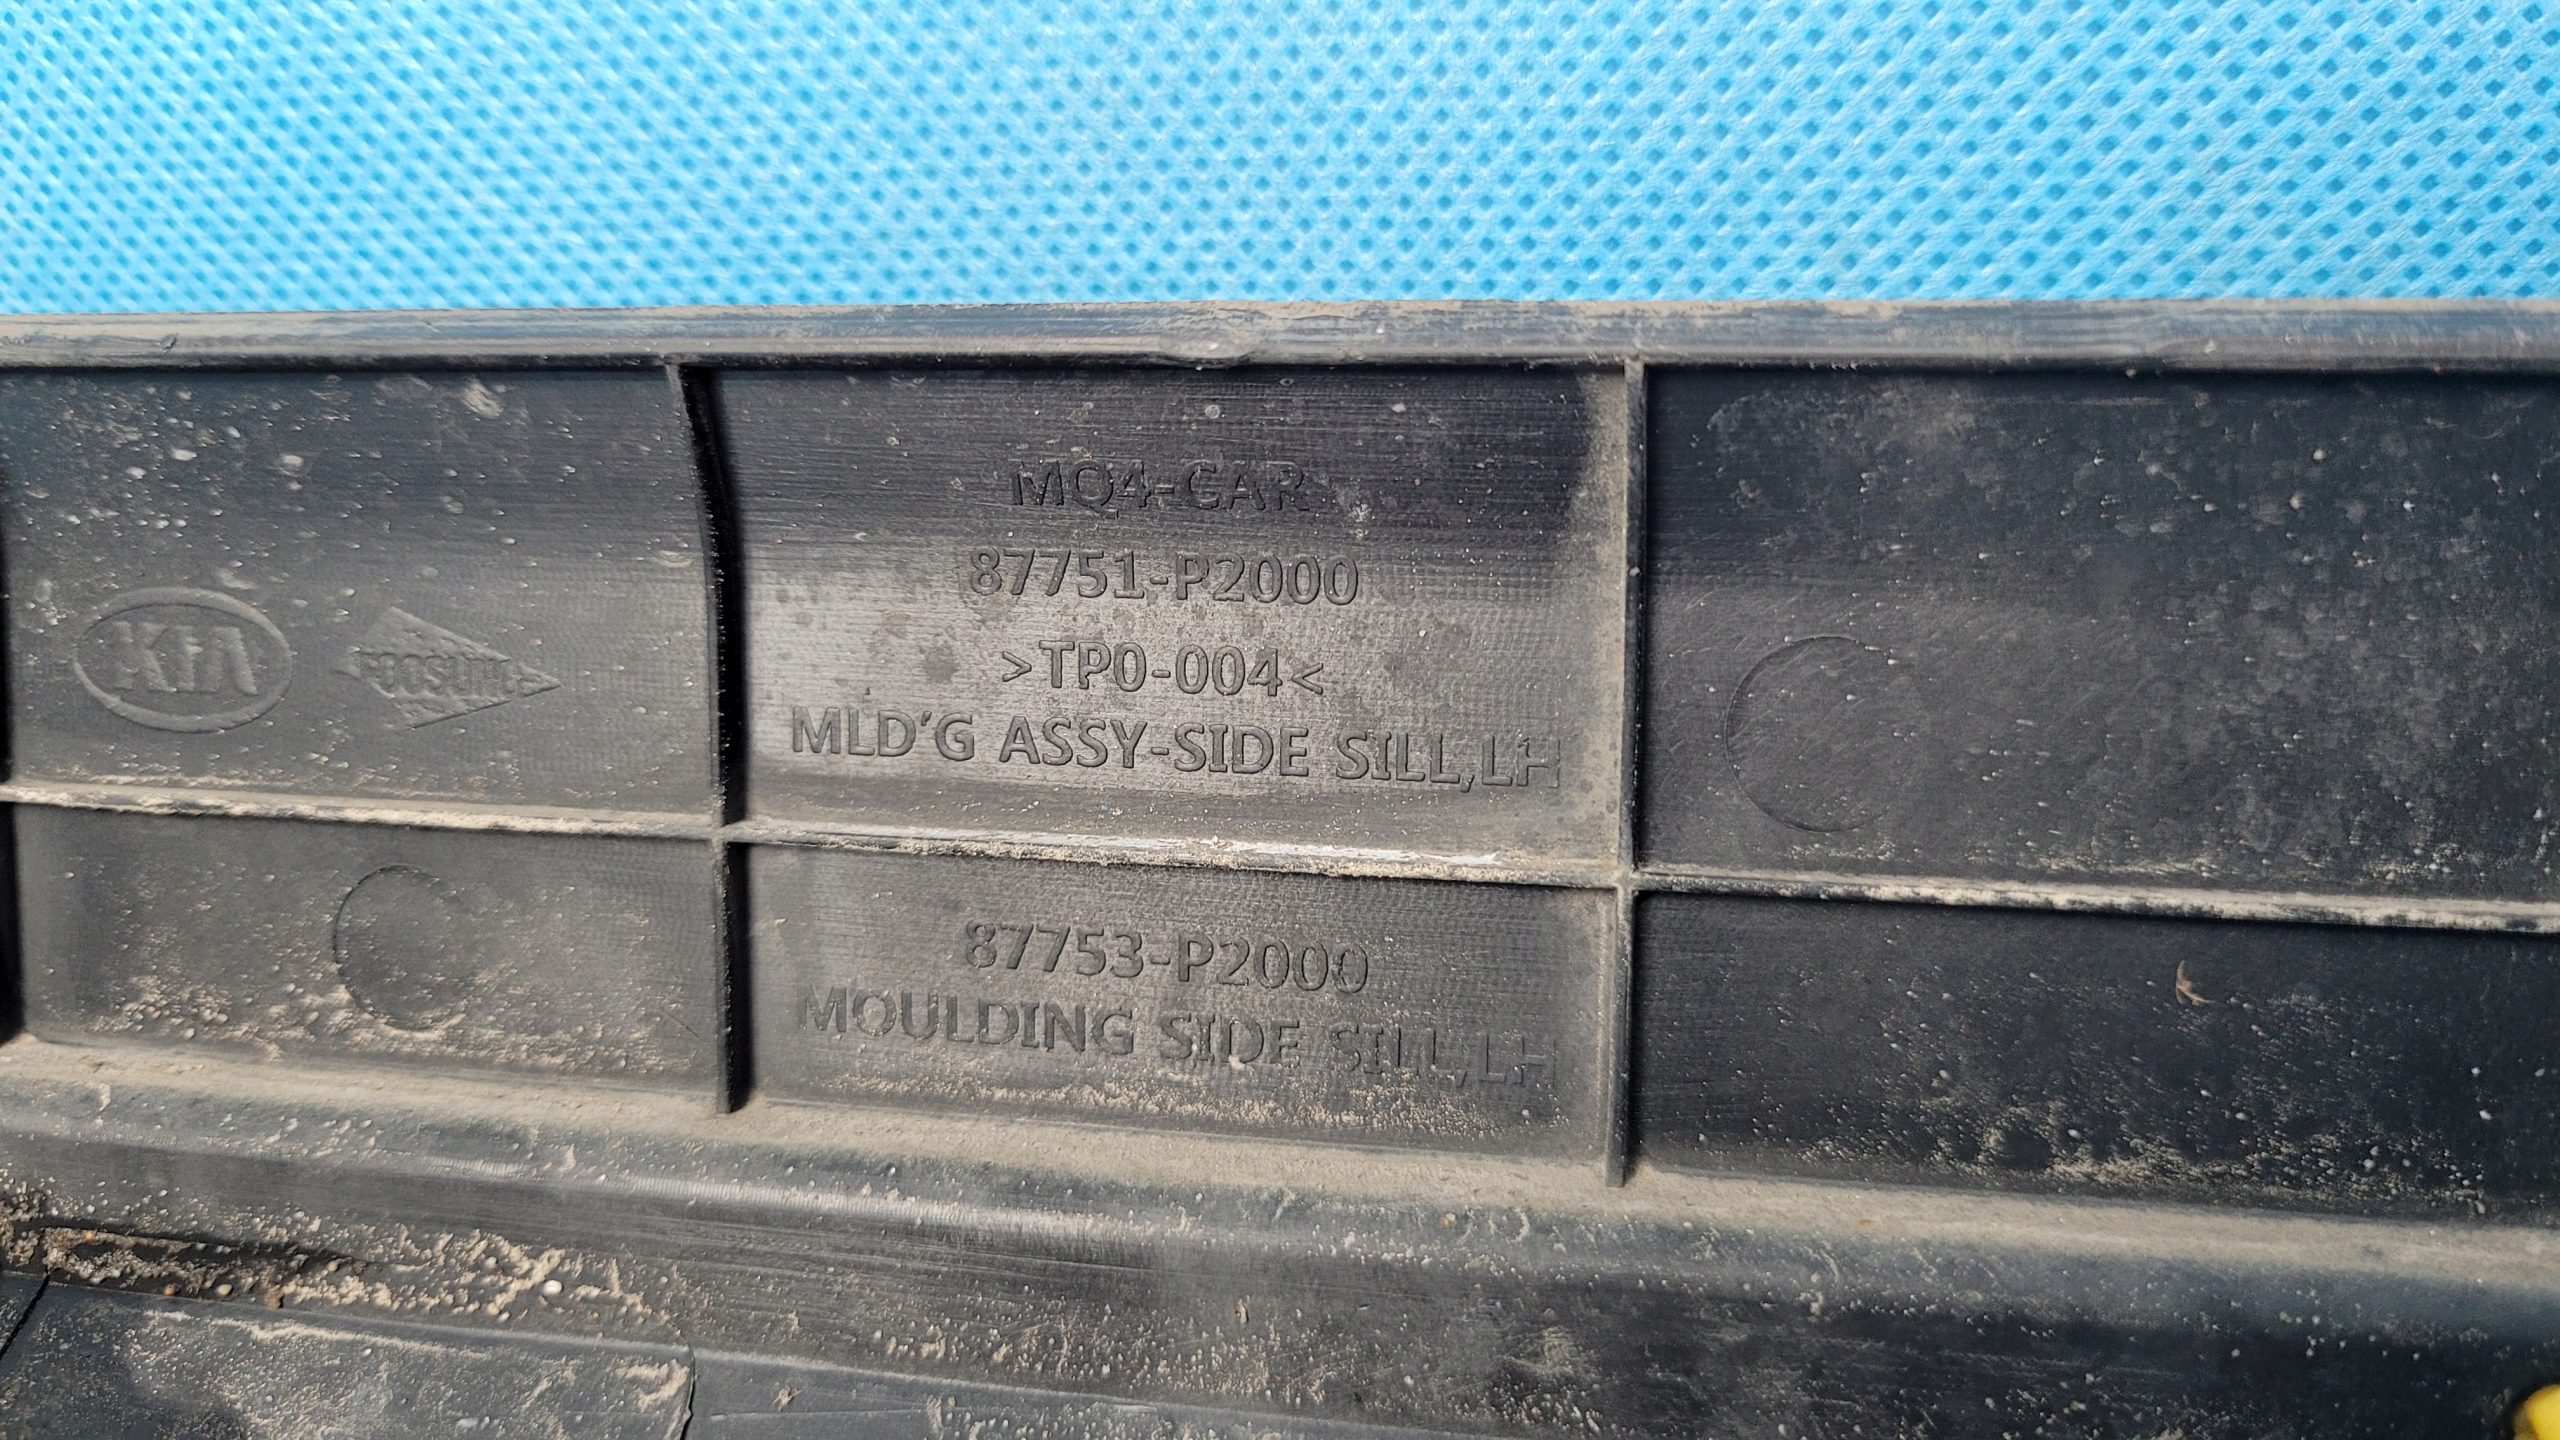 MQ4-CAR
87751-P2000
>TP0-004<
MLD'G ASSY-SIDE SILL,LH
KIA
87753-P2000
MOULDING SIDE SILL,LH